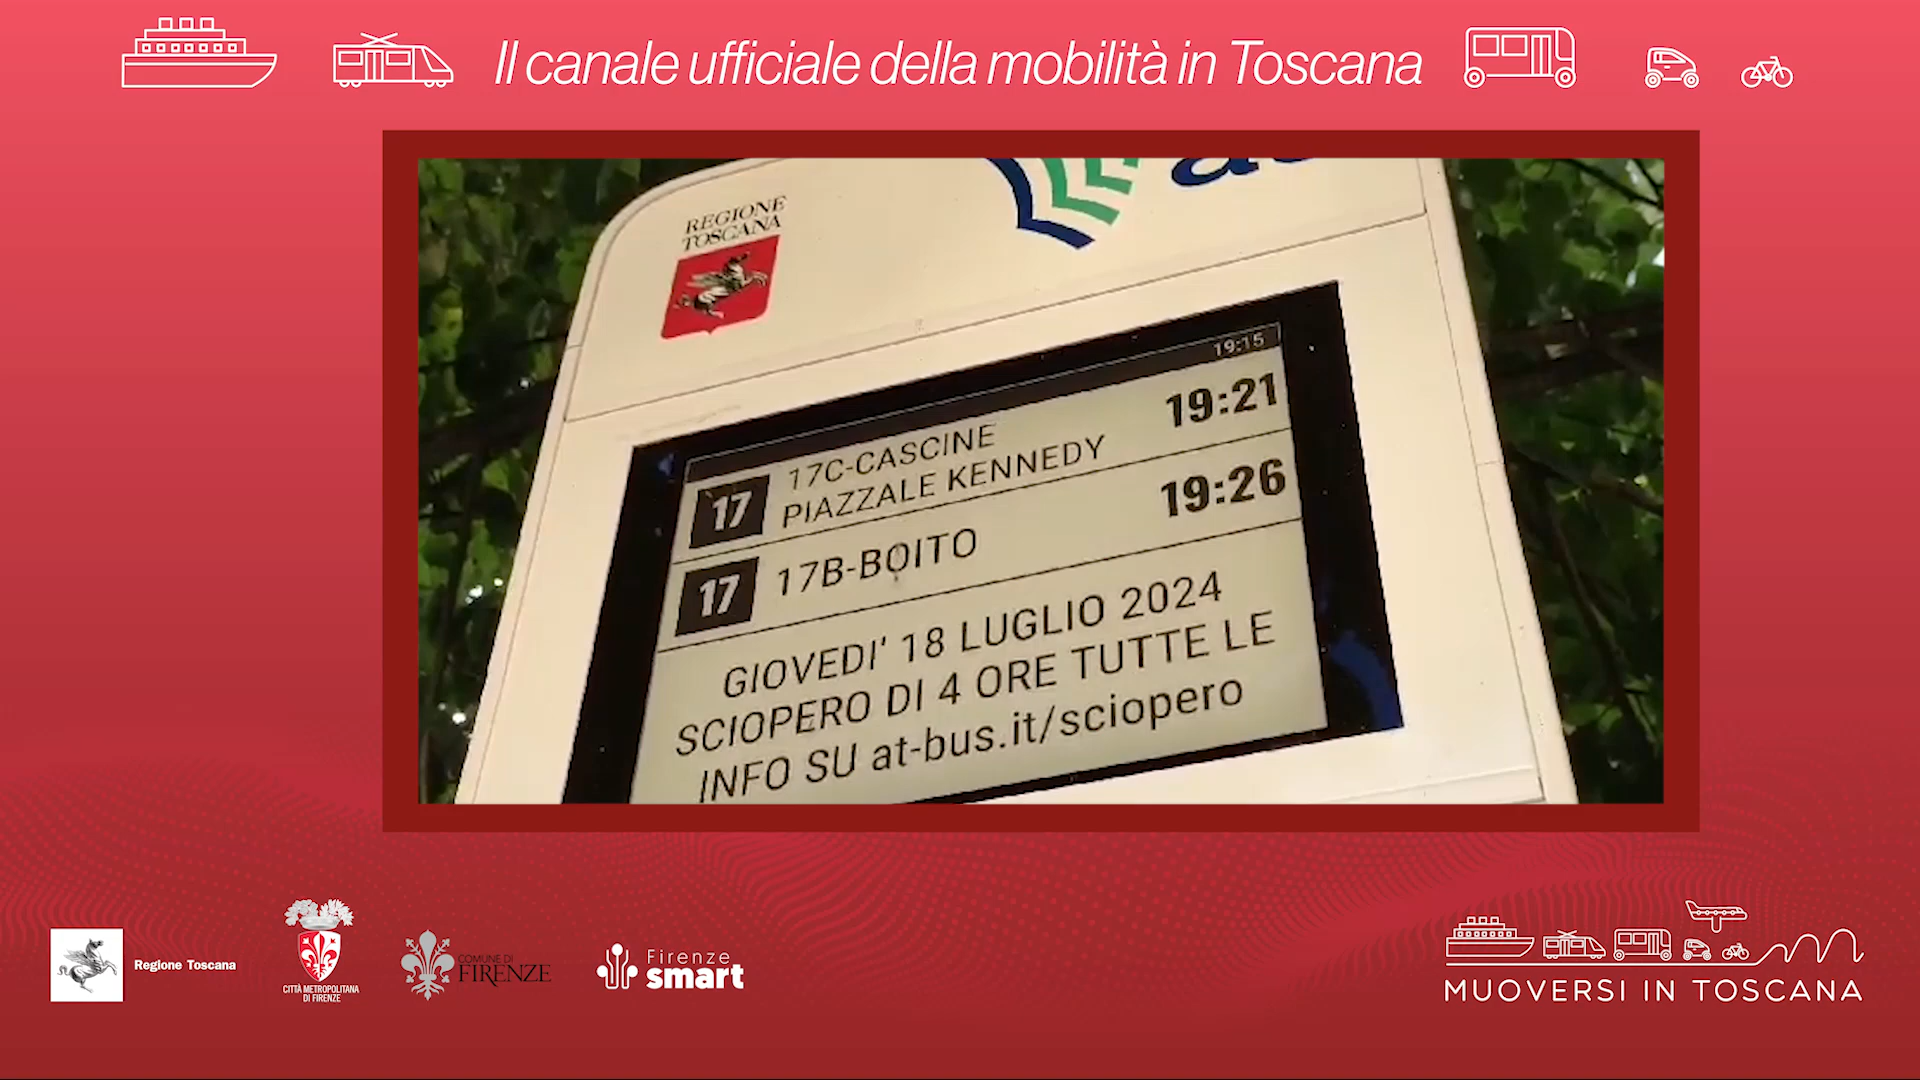 Il canale ufficiale della mobilità in Toscana
REGIONE
TOSCANA
19:15
17 17C-CASCINE
PIAZZALE KENNEDY 19:21
17 17B-BOITO 19:26
GIOVEDI' 18 LUGLIO 2024
SCIOPERO DI 4 ORE TUTTE LE
INFO SU at-bus.it/sciopero
Regione Toscana
CITTÀ METROPOLITANA
DI FIRENZE
COMUNE DI
FIRENZE
Firenze
smart
MUOVERSI IN TOSCANA